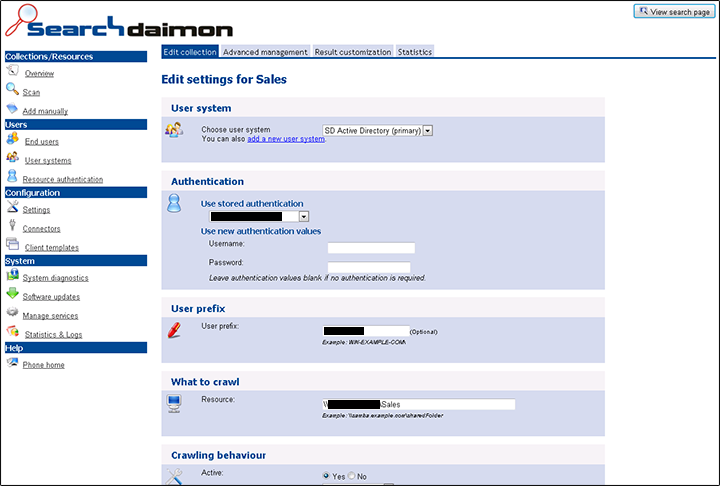 Searchdaimon
View search page
Collections/Resources
Overview
Scan
Add manually
Users
End users
User systems
Resource authentication
Configuration
Settings
Connectors
Client templates
System
System diagnostics
Software updates
Manage services
Statistics & Logs
Help
Phone home
Edit collection Advanced management Result customization Statistics
Edit settings for Sales
User system
Choose user system SD Active Directory (primary)
You can also add a new user system.
Authentication
Use stored authentication
Use new authentication values
Username:
Password:
Leave authentication values blank if no authentication is required.
User prefix
User prefix: (Optional)
Example: WIN-EXAMPLE-COM\
What to crawl
Resource: \\ \Sales
Example: \\samba.example.com\sharedFolder
Crawling behaviour
Active: Yes No